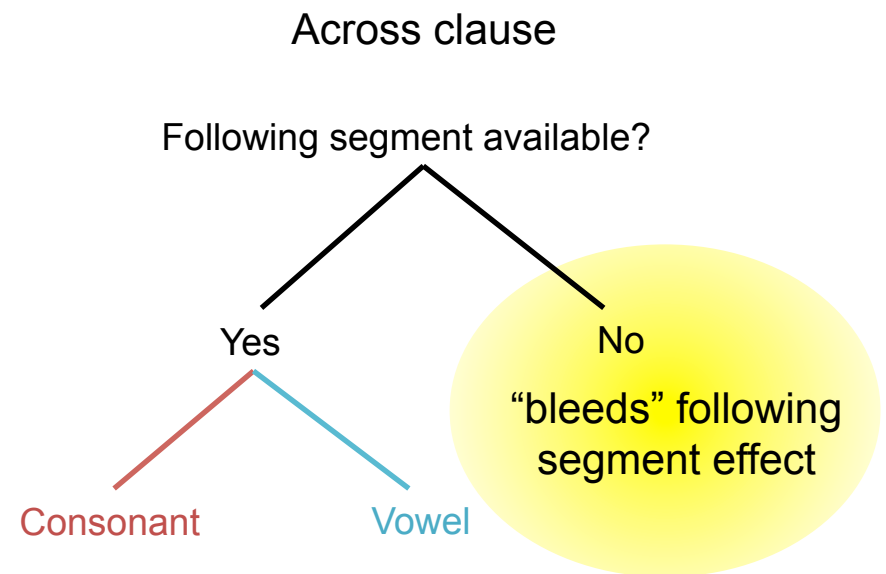 Across clause
Following segment available?
Yes
No
“bleeds” following
segment effect
Consonant
Vowel